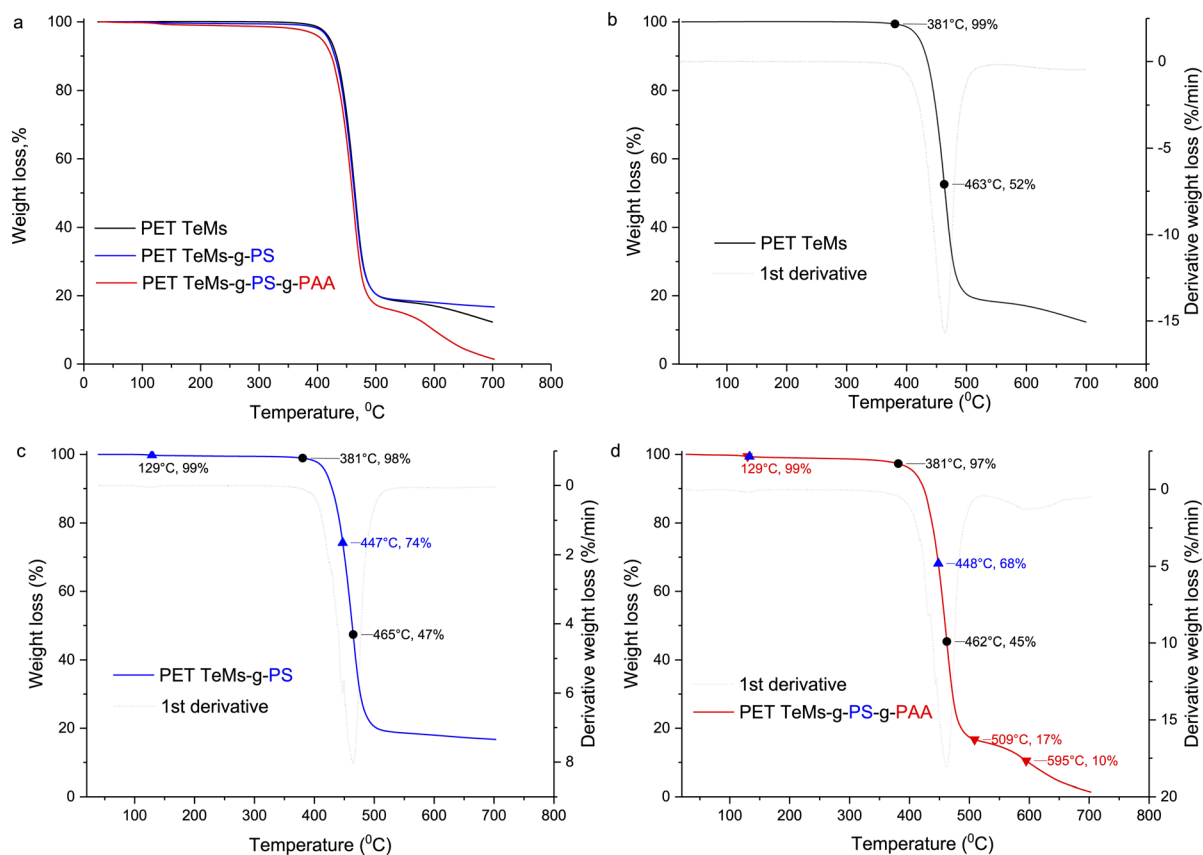 a
100
80
60
40
20
0
Weight loss,%
PET TeMs
PET TeMs-g-PS
PET TeMs-g-PS-g-PAA
0 100 200 300 400 500 600 700 800
Temperature, ⁰C
b
100
80
60
40
20
0
Weight loss (%)
381°C, 99%
463°C, 52%
PET TeMs
1st derivative
0
-5
-10
-15
Derivative weight loss (%/min)
100 200 300 400 500 600 700 800
Temperature (⁰C)
c
100
80
60
40
20
0
Weight loss (%)
129°C, 99%
381°C, 98%
447°C, 74%
465°C, 47%
PET TeMs-g-PS
1st derivative
0
2
4
6
8
Derivative weight loss (%/min)
100 200 300 400 500 600 700 800
Temperature (⁰C)
d
100
80
60
40
20
0
Weight loss (%)
129°C, 99%
381°C, 97%
448°C, 68%
462°C, 45%
1st derivative
PET TeMs-g-PS-g-PAA
509°C, 17%
595°C, 10%
0
5
10
15
20
Derivative weight loss (%/min)
100 200 300 400 500 600 700 800
Temperature (⁰C)